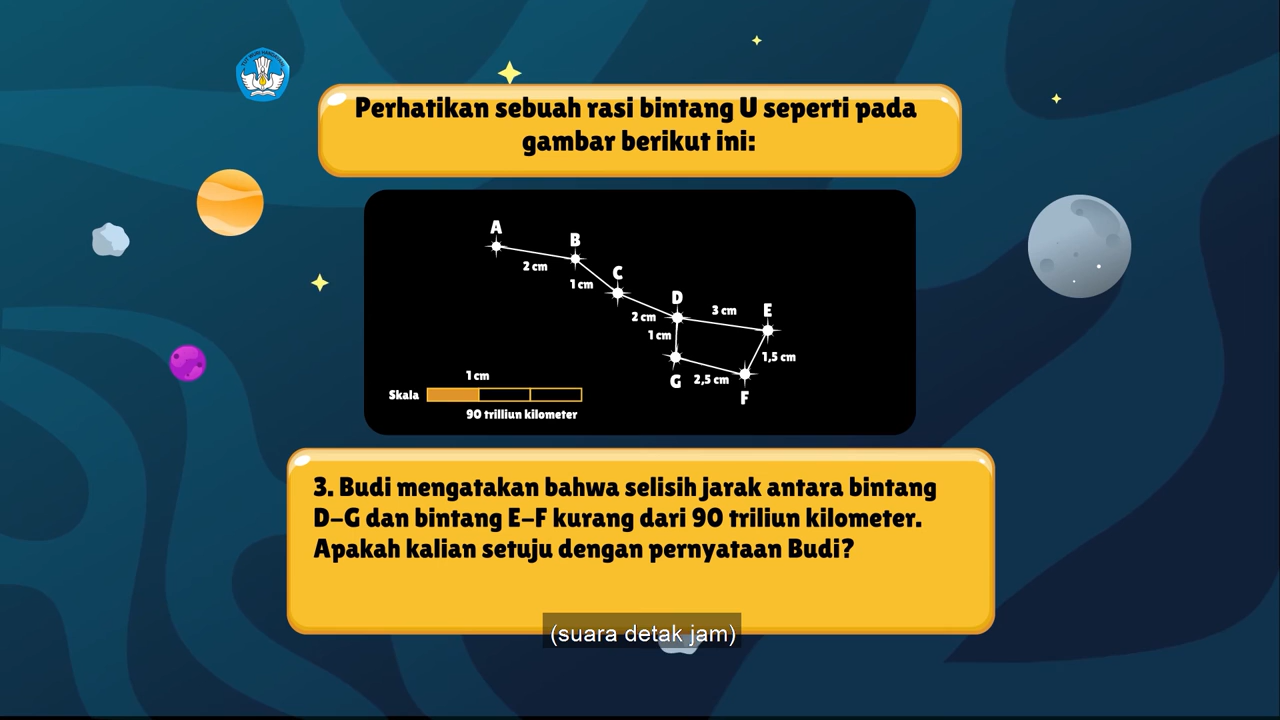 Perhatikan sebuah rasi bintang U seperti pada
gambar berikut ini:
A
B
2 cm
C
1 cm
D
2 cm
3 cm
E
1 cm
1,5 cm
G
2,5 cm
F
1 cm
Skala
90 trilliun kilometer
3. Budi mengatakan bahwa selisih jarak antara bintang
D–G dan bintang E–F kurang dari 90 triliun kilometer.
Apakah kalian setuju dengan pernyataan Budi?
(suara detak jam)